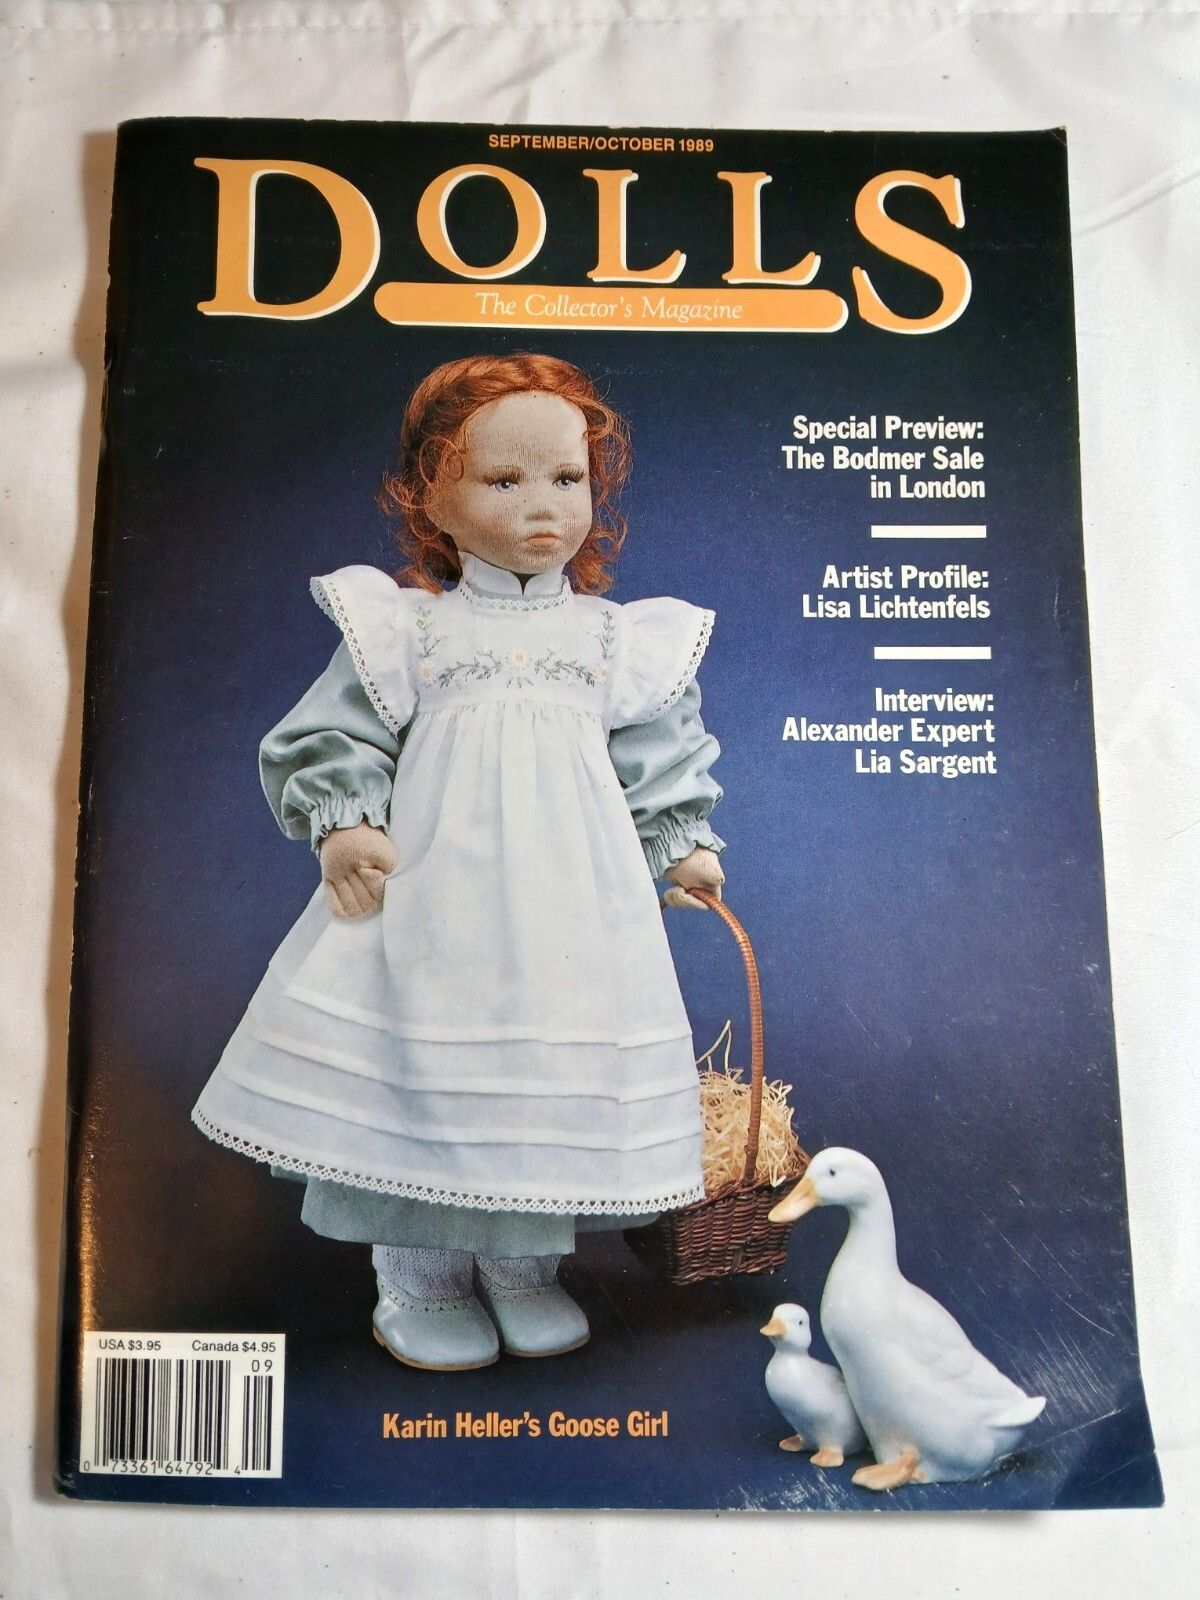 SEPTEMBER/OCTOBER 1989
DOLLS
The Collector's Magazine
Special Preview:
The Bodmer Sale
in London
Artist Profile:
Lisa Lichtenfels
Interview:
Alexander Expert
Lia Sargent
USA $3.95 Canada $4.95
09
0 73361 64792 4
Karin Heller's Goose Girl